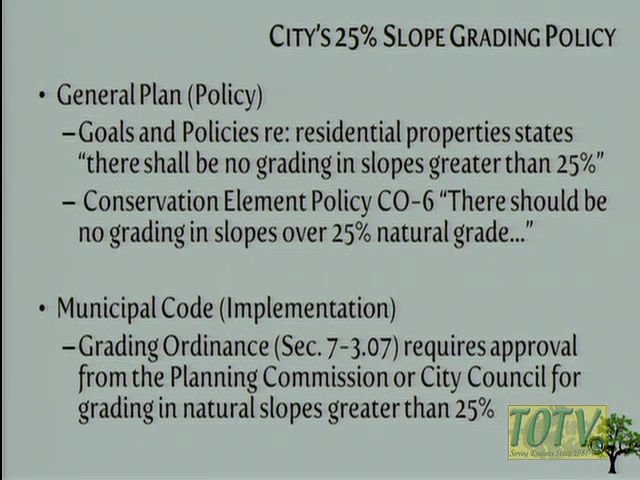 CITY'S 25% SLOPE GRADING POLICY
• General Plan (Policy)
–Goals and Policies re: residential properties states
"there shall be no grading in slopes greater than 25%"
– Conservation Element Policy CO-6 "There should be
no grading in slopes over 25% natural grade..."
• Municipal Code (Implementation)
–Grading Ordinance (Sec. 7-3.07) requires approval
from the Planning Commission or City Council for
grading in natural slopes greater than 25%
TOTV
Serving Residents Since 1987